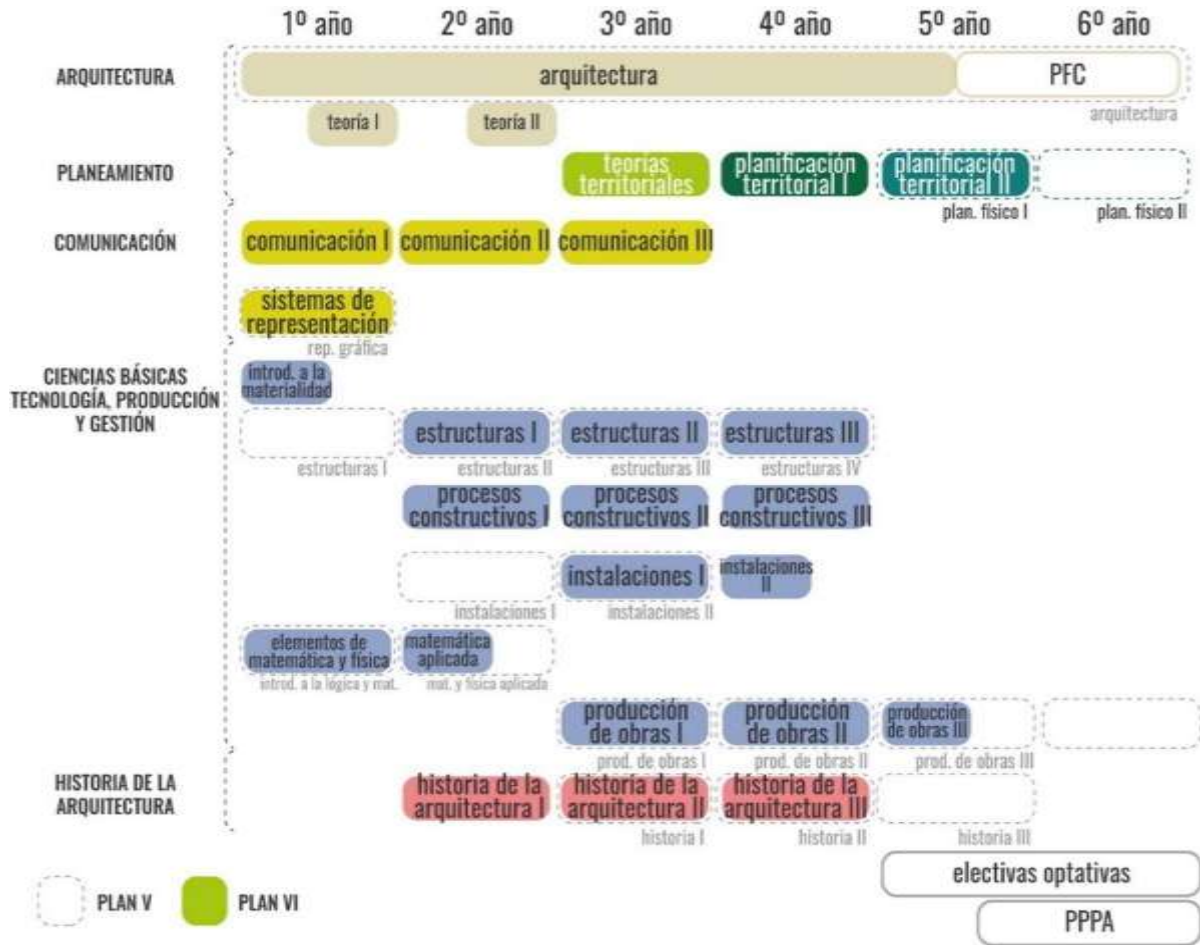 1º año 2º año 3º año 4º año 5º año 6º año
ARQUITECTURA
arquitectura
PFC
arquitectura
teoría I
teoría II
PLANEAMIENTO
teorías
territoriales
planificación
territorial I
planificación
territorial II
plan. físico I
plan. físico II
COMUNICACIÓN
comunicación I
comunicación II
comunicación III
sistemas de
representación
rep. gráfica
CIENCIAS BÁSICAS
TECNOLOGÍA, PRODUCCIÓN
Y GESTIÓN
introd. a la
materialidad
estructuras I
estructuras II
estructuras III
estructuras I
estructuras II
estructuras III
estructuras IV
procesos
constructivos I
procesos
constructivos II
procesos
constructivos III
instalaciones I
instalaciones
II
instalaciones I
instalaciones II
elementos de
matemática y física
matemática
aplicada
introd. a la lógica y mat.
mat. y física aplicada
producción
de obras I
producción
de obras II
producción
de obras III
prod. de obras I
prod. de obras II
prod. de obras III
HISTORIA DE LA
ARQUITECTURA
historia de la
arquitectura I
historia de la
arquitectura II
historia de la
arquitectura III
historia I
historia II
historia III
electivas optativas
PPPA
PLAN V
PLAN VI